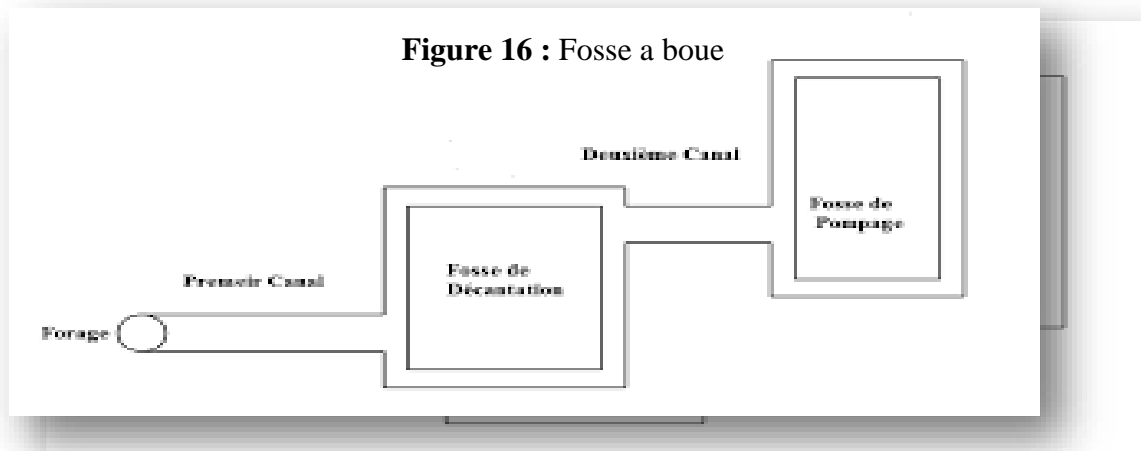 Figure 16 : Fosse a boue
Deuxième Canal
Fosse de
Pompage
Fosse de
Décantation
Premeir Canal
Forage